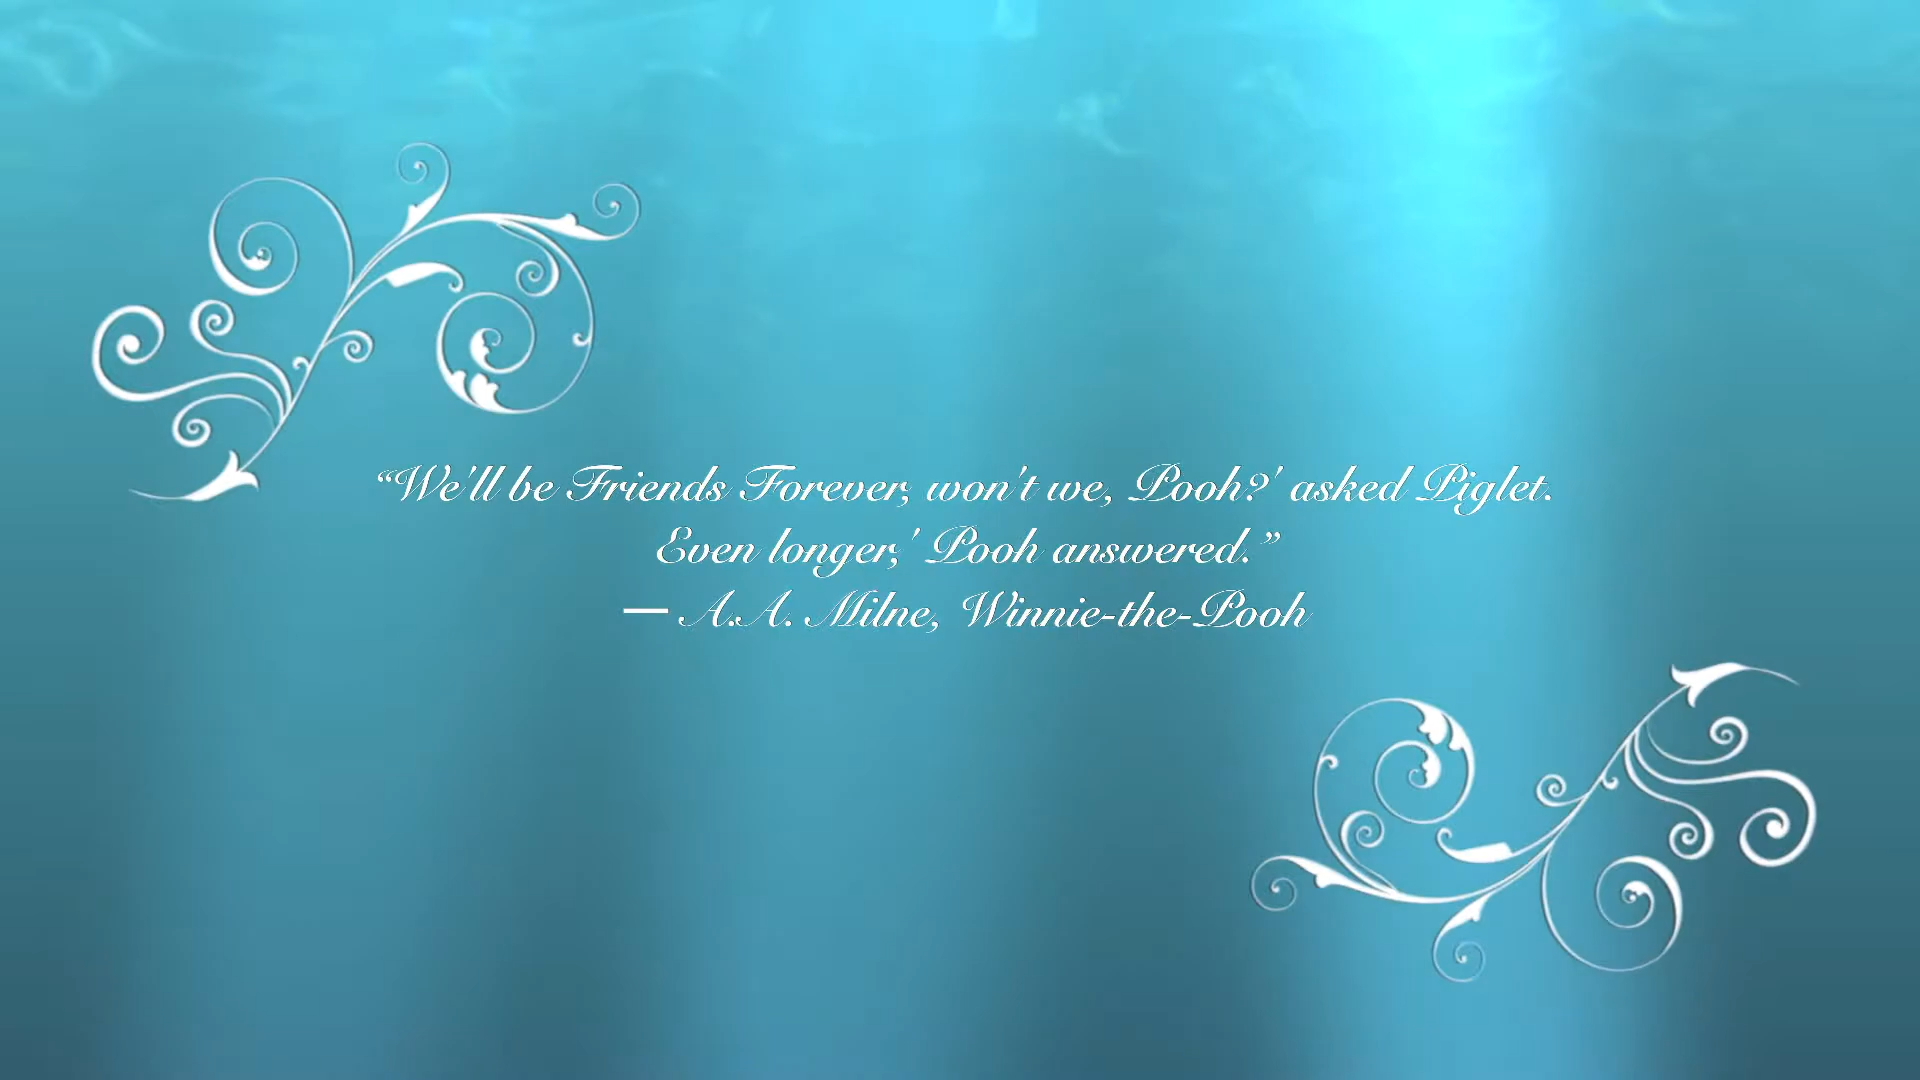 “We'll be Friends Forever, won't we, Pooh?' asked Piglet.
Even longer,' Pooh answered.”
― A.A. Milne, Winnie-the-Pooh